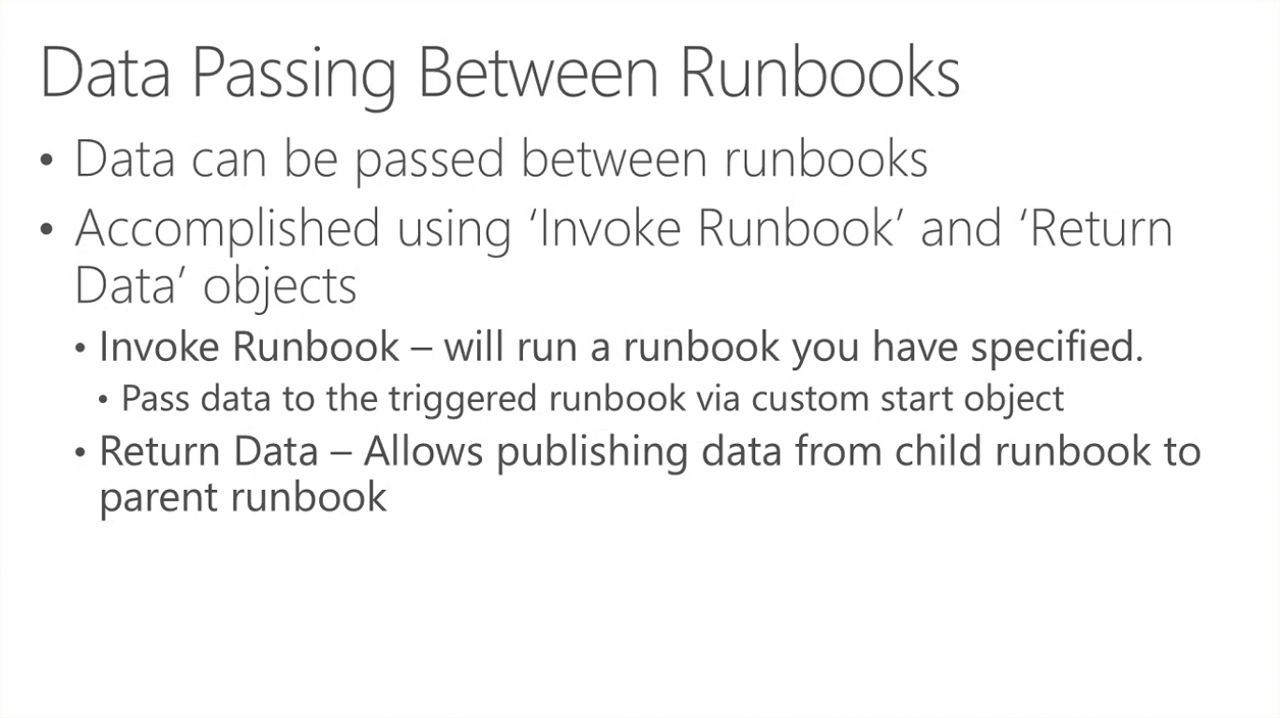 Data Passing Between Runbooks
• Data can be passed between runbooks
• Accomplished using ‘Invoke Runbook’ and ‘Return
Data’ objects
• Invoke Runbook – will run a runbook you have specified.
• Pass data to the triggered runbook via custom start object
• Return Data – Allows publishing data from child runbook to
parent runbook